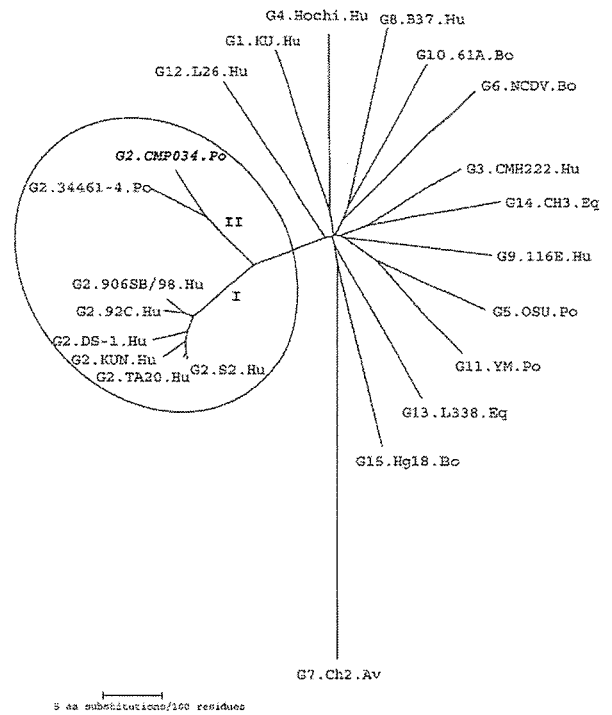 G4.Hochi.Hu
G8.B37.Hu
G1.KU.Hu
G10.61A.Bo
G12.L26.Hu
G6.NCDV.Bo
G2.CMP034.Po
G3.CMH222.Hu
G2.34461-4.Po
G14.CH3.Eq
II
G9.116E.Hu
G2.906SB/98.Hu
I
G2.92C.Hu
G5.OSU.Po
G2.DS-1.Hu
G2.KUN.Hu
G2.S2.Hu
G2.TA20.Hu
G11.YM.Po
G13.L338.Eq
G15.Hg18.Bo
G7.Ch2.Av
5 aa substitutions/100 residues